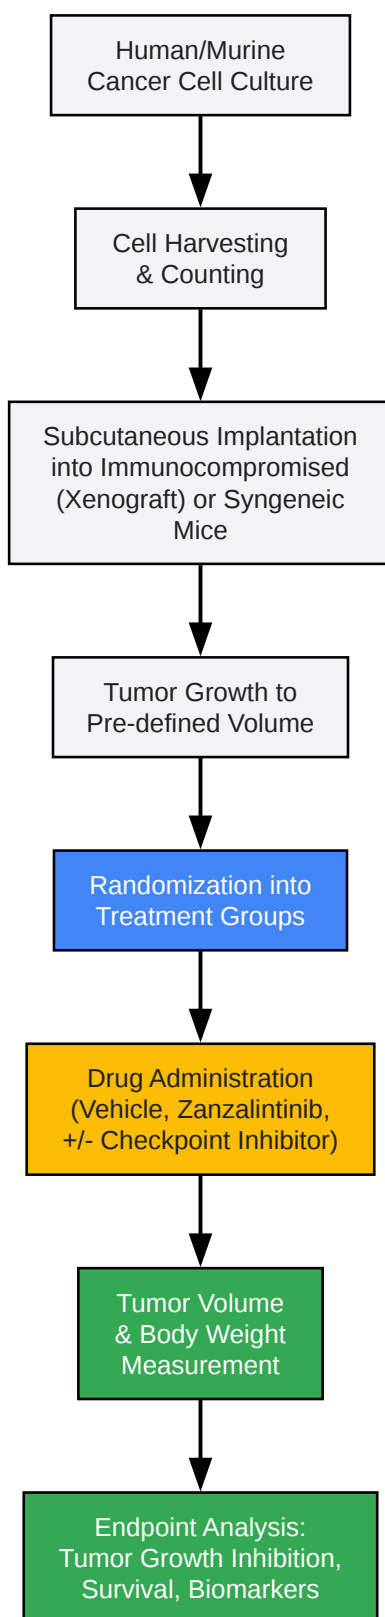 Human/Murine
Cancer Cell Culture
Cell Harvesting
& Counting
Subcutaneous Implantation
into Immunocompromised
(Xenograft) or Syngeneic
Mice
Tumor Growth to
Pre-defined Volume
Randomization into
Treatment Groups
Drug Administration
(Vehicle, Zanzalintinib,
+/- Checkpoint Inhibitor)
Tumor Volume
& Body Weight
Measurement
Endpoint Analysis:
Tumor Growth Inhibition,
Survival, Biomarkers